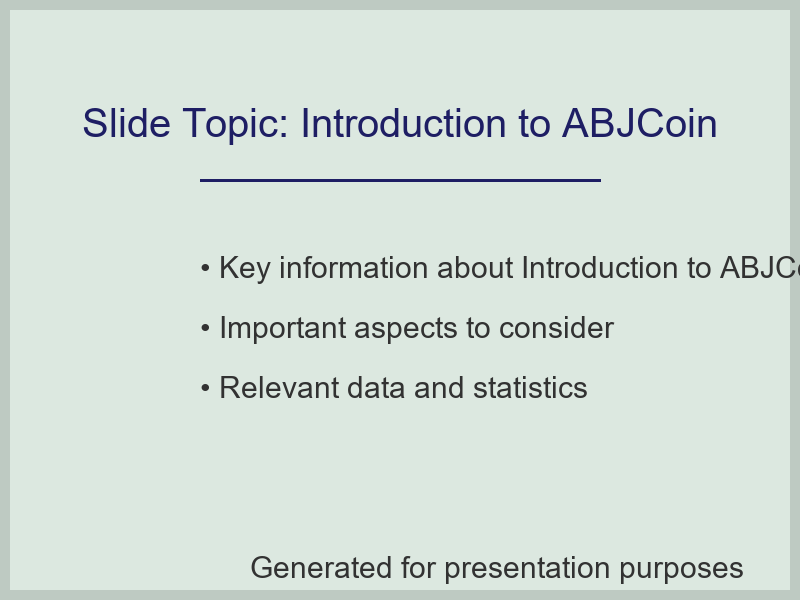 Slide Topic: Introduction to ABJCoin
• Key information about Introduction to ABJC
• Important aspects to consider
• Relevant data and statistics
Generated for presentation purposes